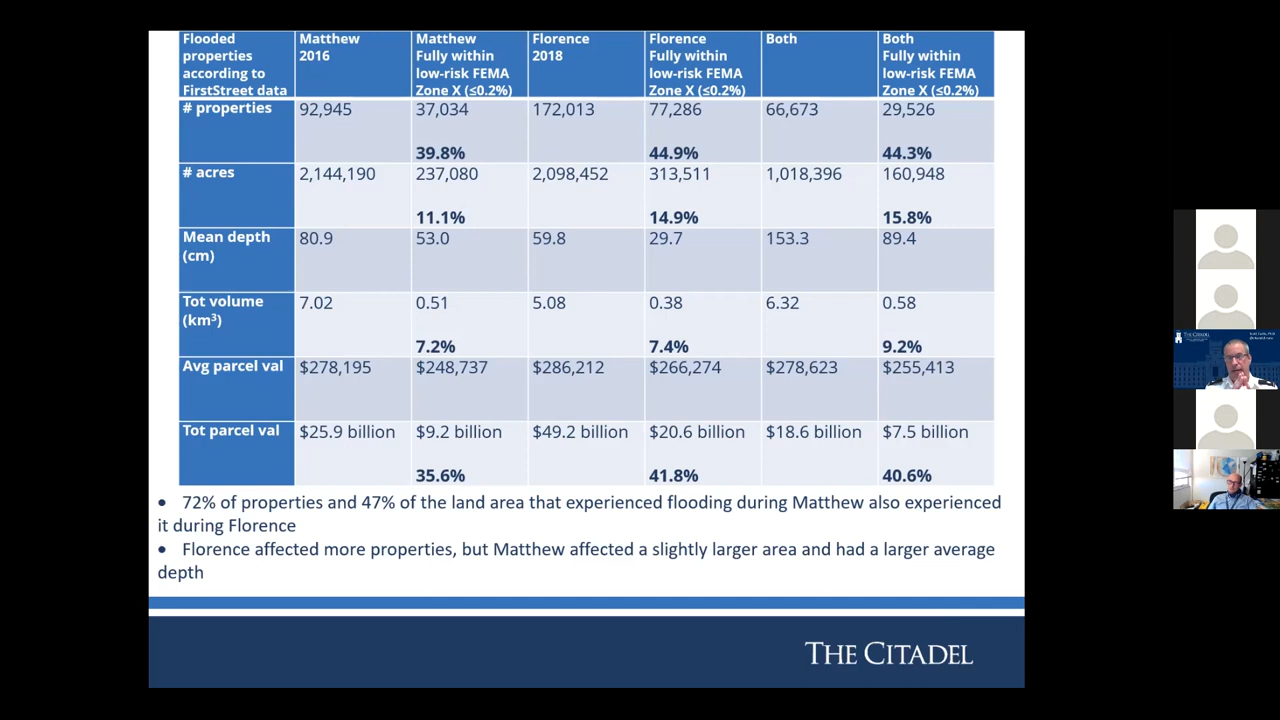 Flooded properties according to FirstStreet data
Matthew 2016
Matthew Fully within low-risk FEMA Zone X (≤0.2%)
Florence 2018
Florence Fully within low-risk FEMA Zone X (≤0.2%)
Both
Both Fully within low-risk FEMA Zone X (≤0.2%)
# properties
92,945
37,034
39.8%
172,013
77,286
44.9%
66,673
29,526
44.3%
# acres
2,144,190
237,080
11.1%
2,098,452
313,511
14.9%
1,018,396
160,948
15.8%
Mean depth (cm)
80.9
53.0
59.8
29.7
153.3
89.4
Tot volume (km³)
7.02
0.51
7.2%
5.08
0.38
7.4%
6.32
0.58
9.2%
Avg parcel val
$278,195
$248,737
$286,212
$266,274
$278,623
$255,413
Tot parcel val
$25.9 billion
$9.2 billion
35.6%
$49.2 billion
$20.6 billion
41.8%
$18.6 billion
$7.5 billion
40.6%
• 72% of properties and 47% of the land area that experienced flooding during Matthew also experienced
it during Florence
• Florence affected more properties, but Matthew affected a slightly larger area and had a larger average
depth
THE CITADEL
THE CITADEL